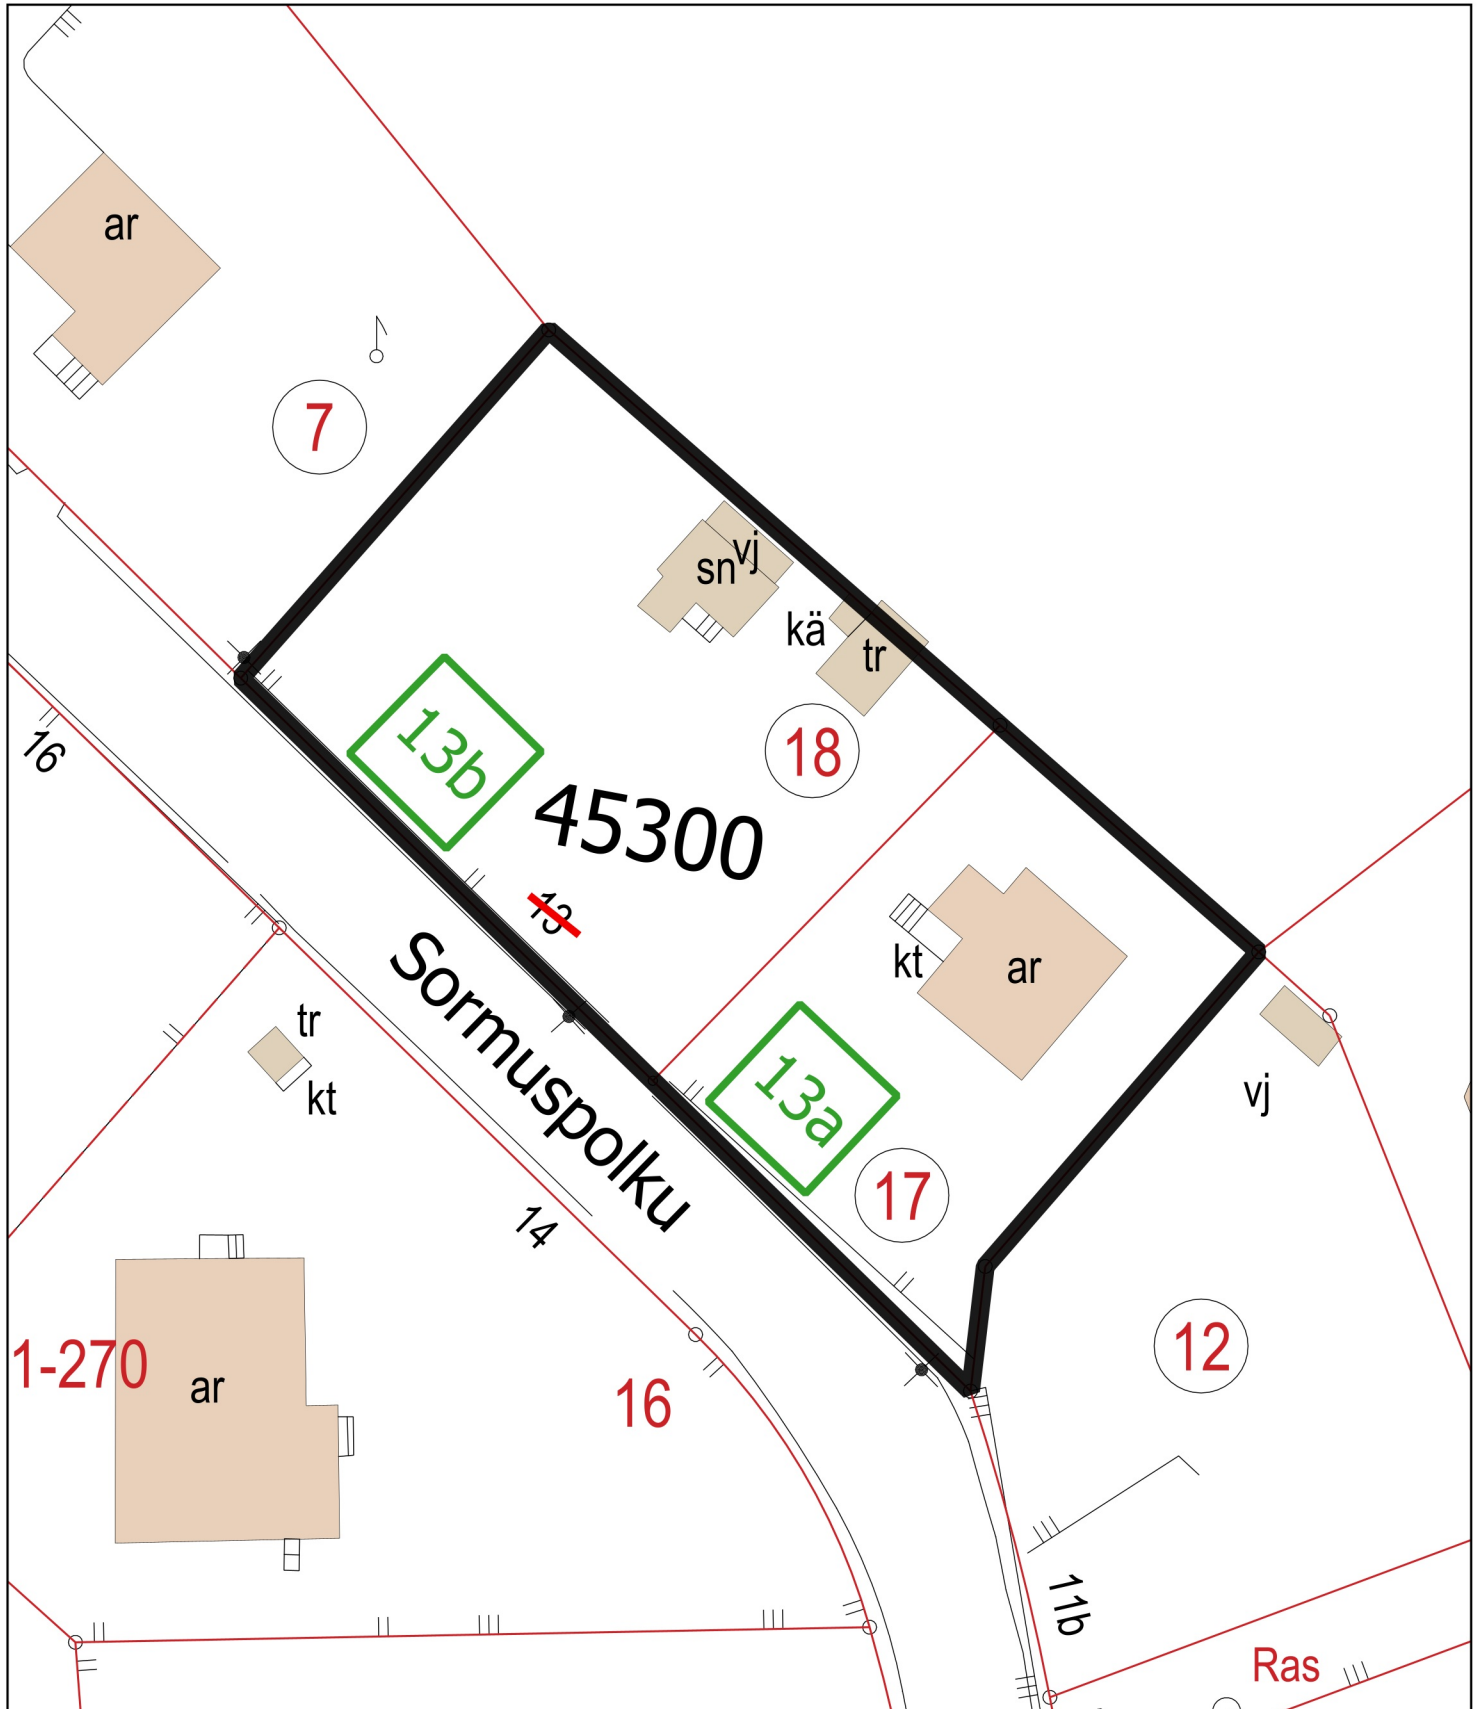 ar
7
vj
sn
kä
tr
13b
18
16
45300
13
kt
ar
Sormuspolku
tr
kt
13a
vj
17
14
12
1-270
ar
16
11b
Ras